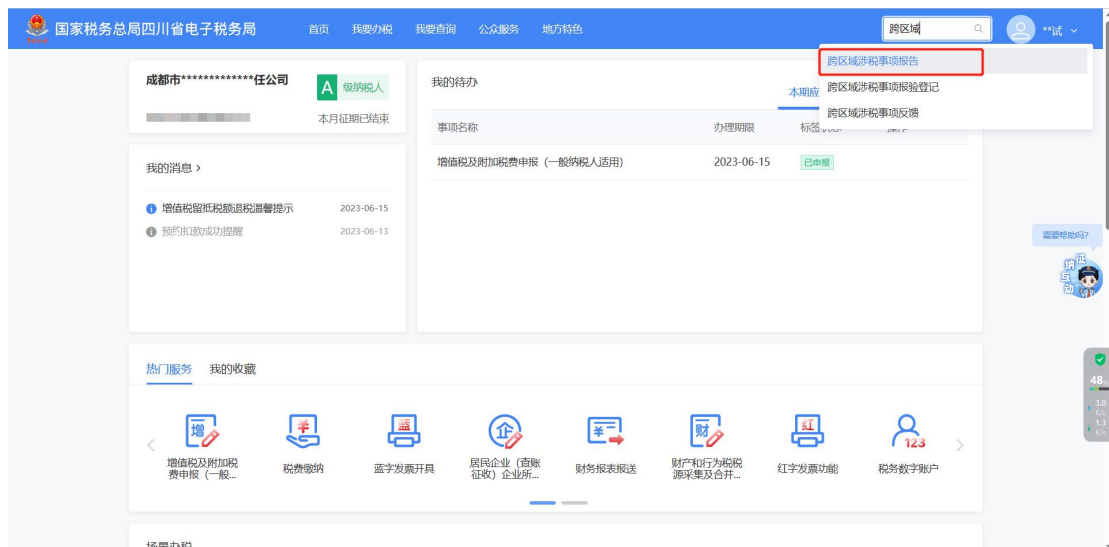 国家税务总局四川省电子税务局 首页 我要办税 我要查询 公众服务 地方特色 跨区域 **试
跨区域涉税事项报告
跨区域涉税事项报验登记
跨区域涉税事项反馈
成都市*************任公司
A 级纳税人
本月征期已结束
我的待办
本期应
事项名称 办理期限
增值税及附加税费申报（一般纳税人适用） 2023-06-15 已申报
我的消息 >
增值税留抵税额退税温馨提示 2023-06-15
预约扣款成功提醒 2023-06-13
需要帮助吗?
征纳互动
48
3.0
K/s
1.3
K/s
热门服务 我的收藏
增值税及附加税费申报（一般...
税费缴纳
蓝字发票开具
居民企业（查账征收）企业所...
财务报表报送
财产和行为税税源采集及合并...
红字发票功能
税务数字账户